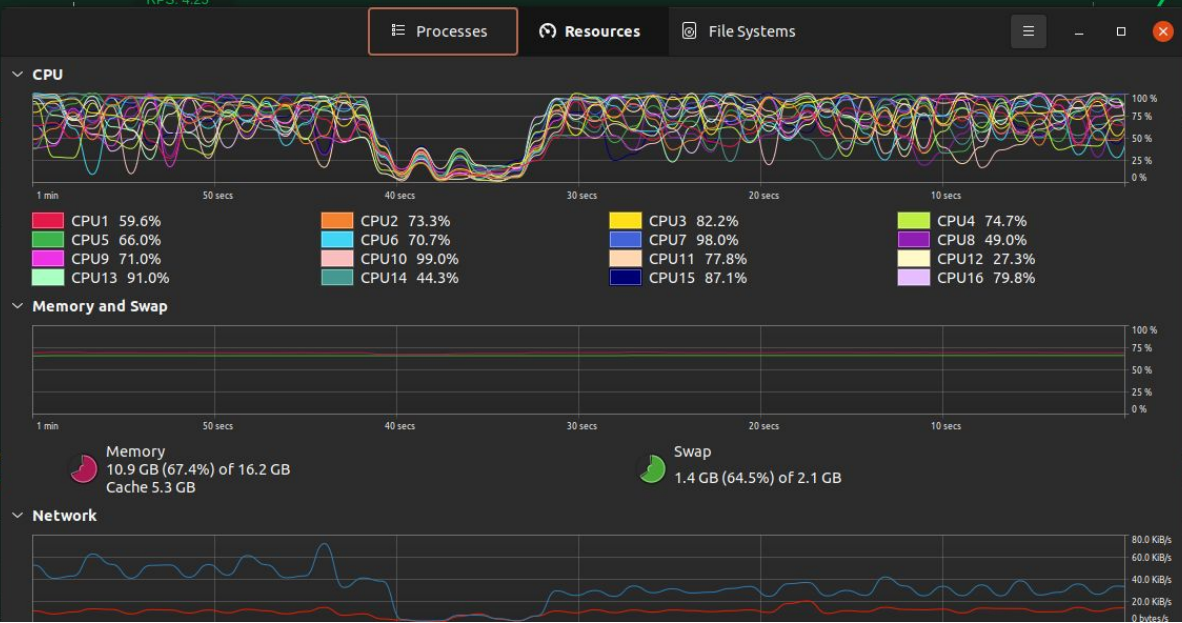 RPS: 4.25
Processes Resources File Systems
CPU
100 %
75 %
50 %
25 %
0 %
1 min 50 secs 40 secs 30 secs 20 secs 10 secs
CPU1 59.6% CPU2 73.3% CPU3 82.2% CPU4 74.7%
CPU5 66.0% CPU6 70.7% CPU7 98.0% CPU8 49.0%
CPU9 71.0% CPU10 99.0% CPU11 77.8% CPU12 27.3%
CPU13 91.0% CPU14 44.3% CPU15 87.1% CPU16 79.8%
Memory and Swap
100 %
75 %
50 %
25 %
0 %
1 min 50 secs 40 secs 30 secs 20 secs 10 secs
Memory
10.9 GB (67.4%) of 16.2 GB
Cache 5.3 GB
Swap
1.4 GB (64.5%) of 2.1 GB
Network
80.0 KiB/s
60.0 KiB/s
40.0 KiB/s
20.0 KiB/s
0 bytes/s